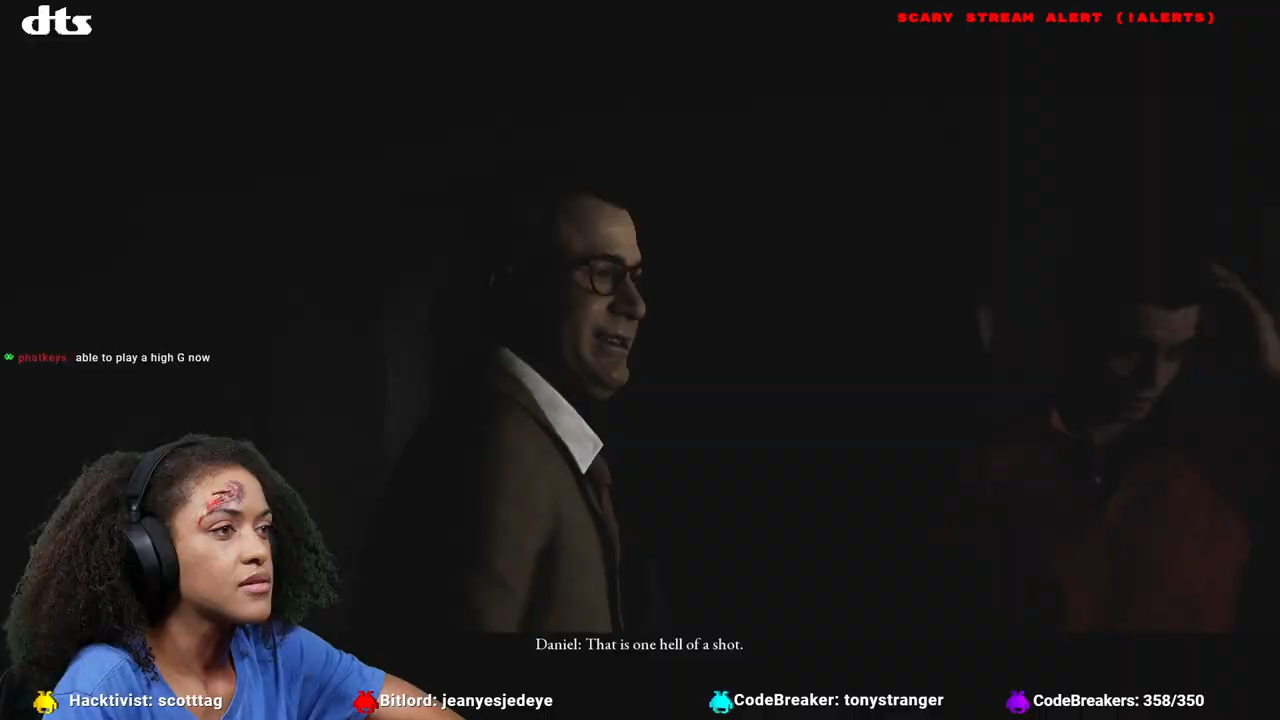 dts
SCARY STREAM ALERT (!ALERTS)
phatkeys able to play a high G now
Daniel: That is one hell of a shot.
Hacktivist: scotttag
Bitlord: jeanyesjedeye
CodeBreaker: tonystranger
CodeBreakers: 358/350